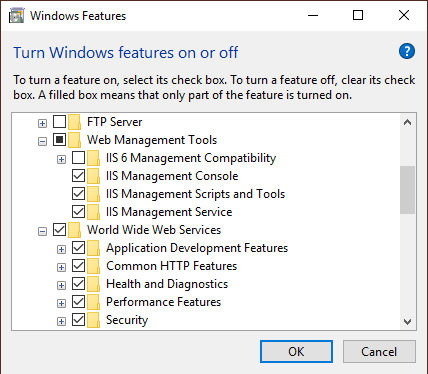 Windows Features
Turn Windows features on or off
To turn a feature on, select its check box. To turn a feature off, clear its check
box. A filled box means that only part of the feature is turned on.
FTP Server
Web Management Tools
IIS 6 Management Compatibility
IIS Management Console
IIS Management Scripts and Tools
IIS Management Service
World Wide Web Services
Application Development Features
Common HTTP Features
Health and Diagnostics
Performance Features
Security
OK
Cancel